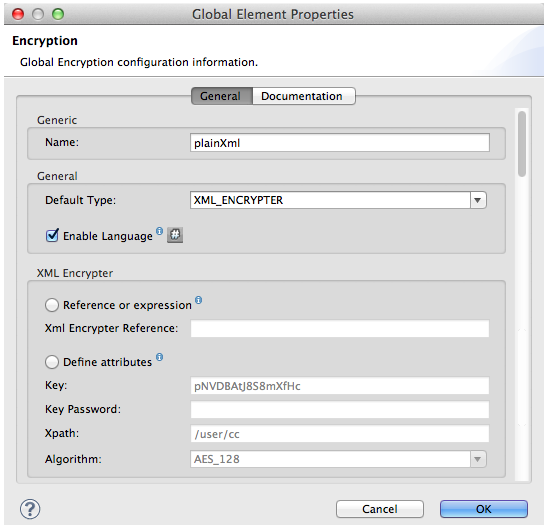 Global Element Properties
Encryption
Global Encryption configuration information.
General Documentation
Generic
Name: plainXml
General
Default Type: XML_ENCRYPTER
Enable Language i #
XML Encrypter
Reference or expression i
Xml Encrypter Reference:
Define attributes i
Key: pNVDBAtJ8S8mXfHc
Key Password:
Xpath: /user/cc
Algorithm: AES_128
? Cancel OK